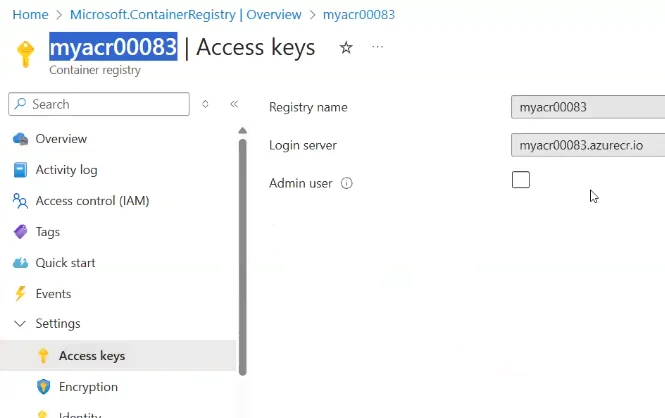 Home > Microsoft.ContainerRegistry | Overview > myacr00083
myacr00083 | Access keys
Container registry
Search
Registry name
myacr00083
Login server
myacr00083.azurecr.io
Admin user
Overview
Activity log
Access control (IAM)
Tags
Quick start
Events
Settings
Access keys
Encryption
Identity